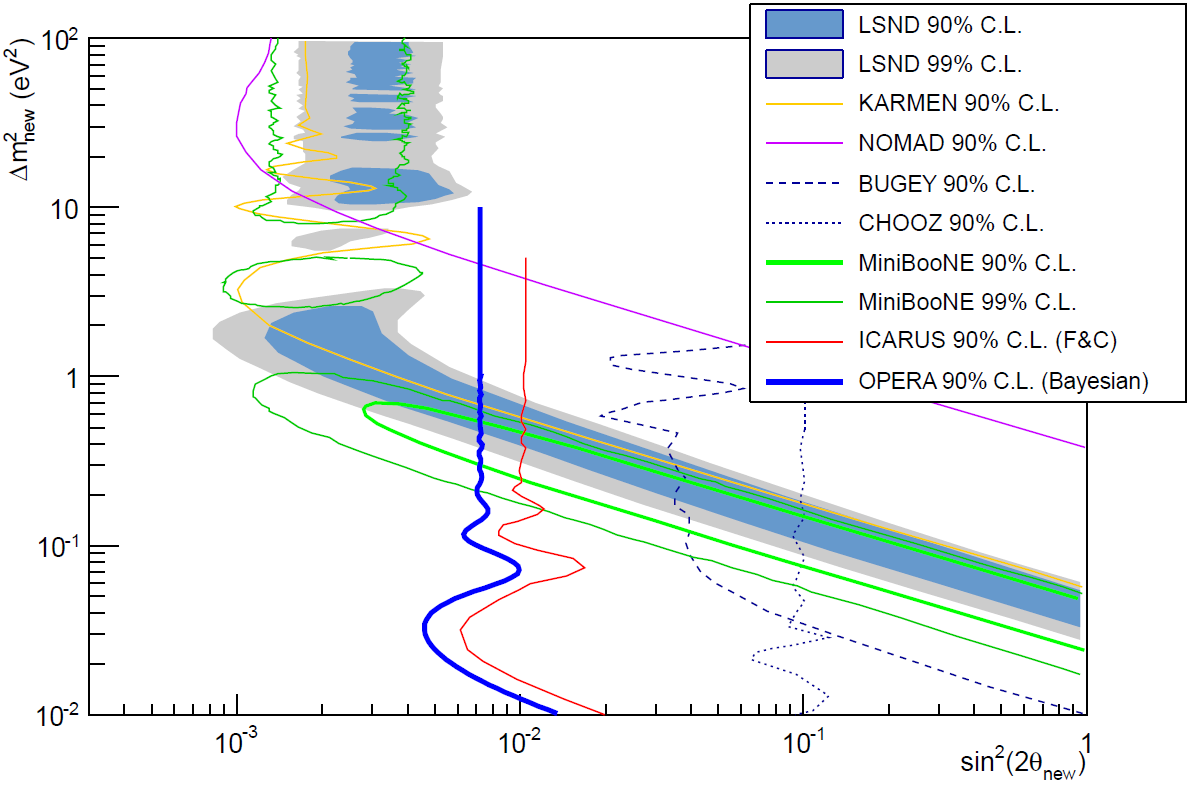 LSND 90% C.L.
LSND 99% C.L.
KARMEN 90% C.L.
NOMAD 90% C.L.
BUGEY 90% C.L.
CHOOZ 90% C.L.
MiniBooNE 90% C.L.
MiniBooNE 99% C.L.
ICARUS 90% C.L. (F&C)
OPERA 90% C.L. (Bayesian)
Δm²new (eV²)
10²
10
1
10⁻¹
10⁻²
10⁻³
10⁻²
10⁻¹
1
sin²(2θnew)